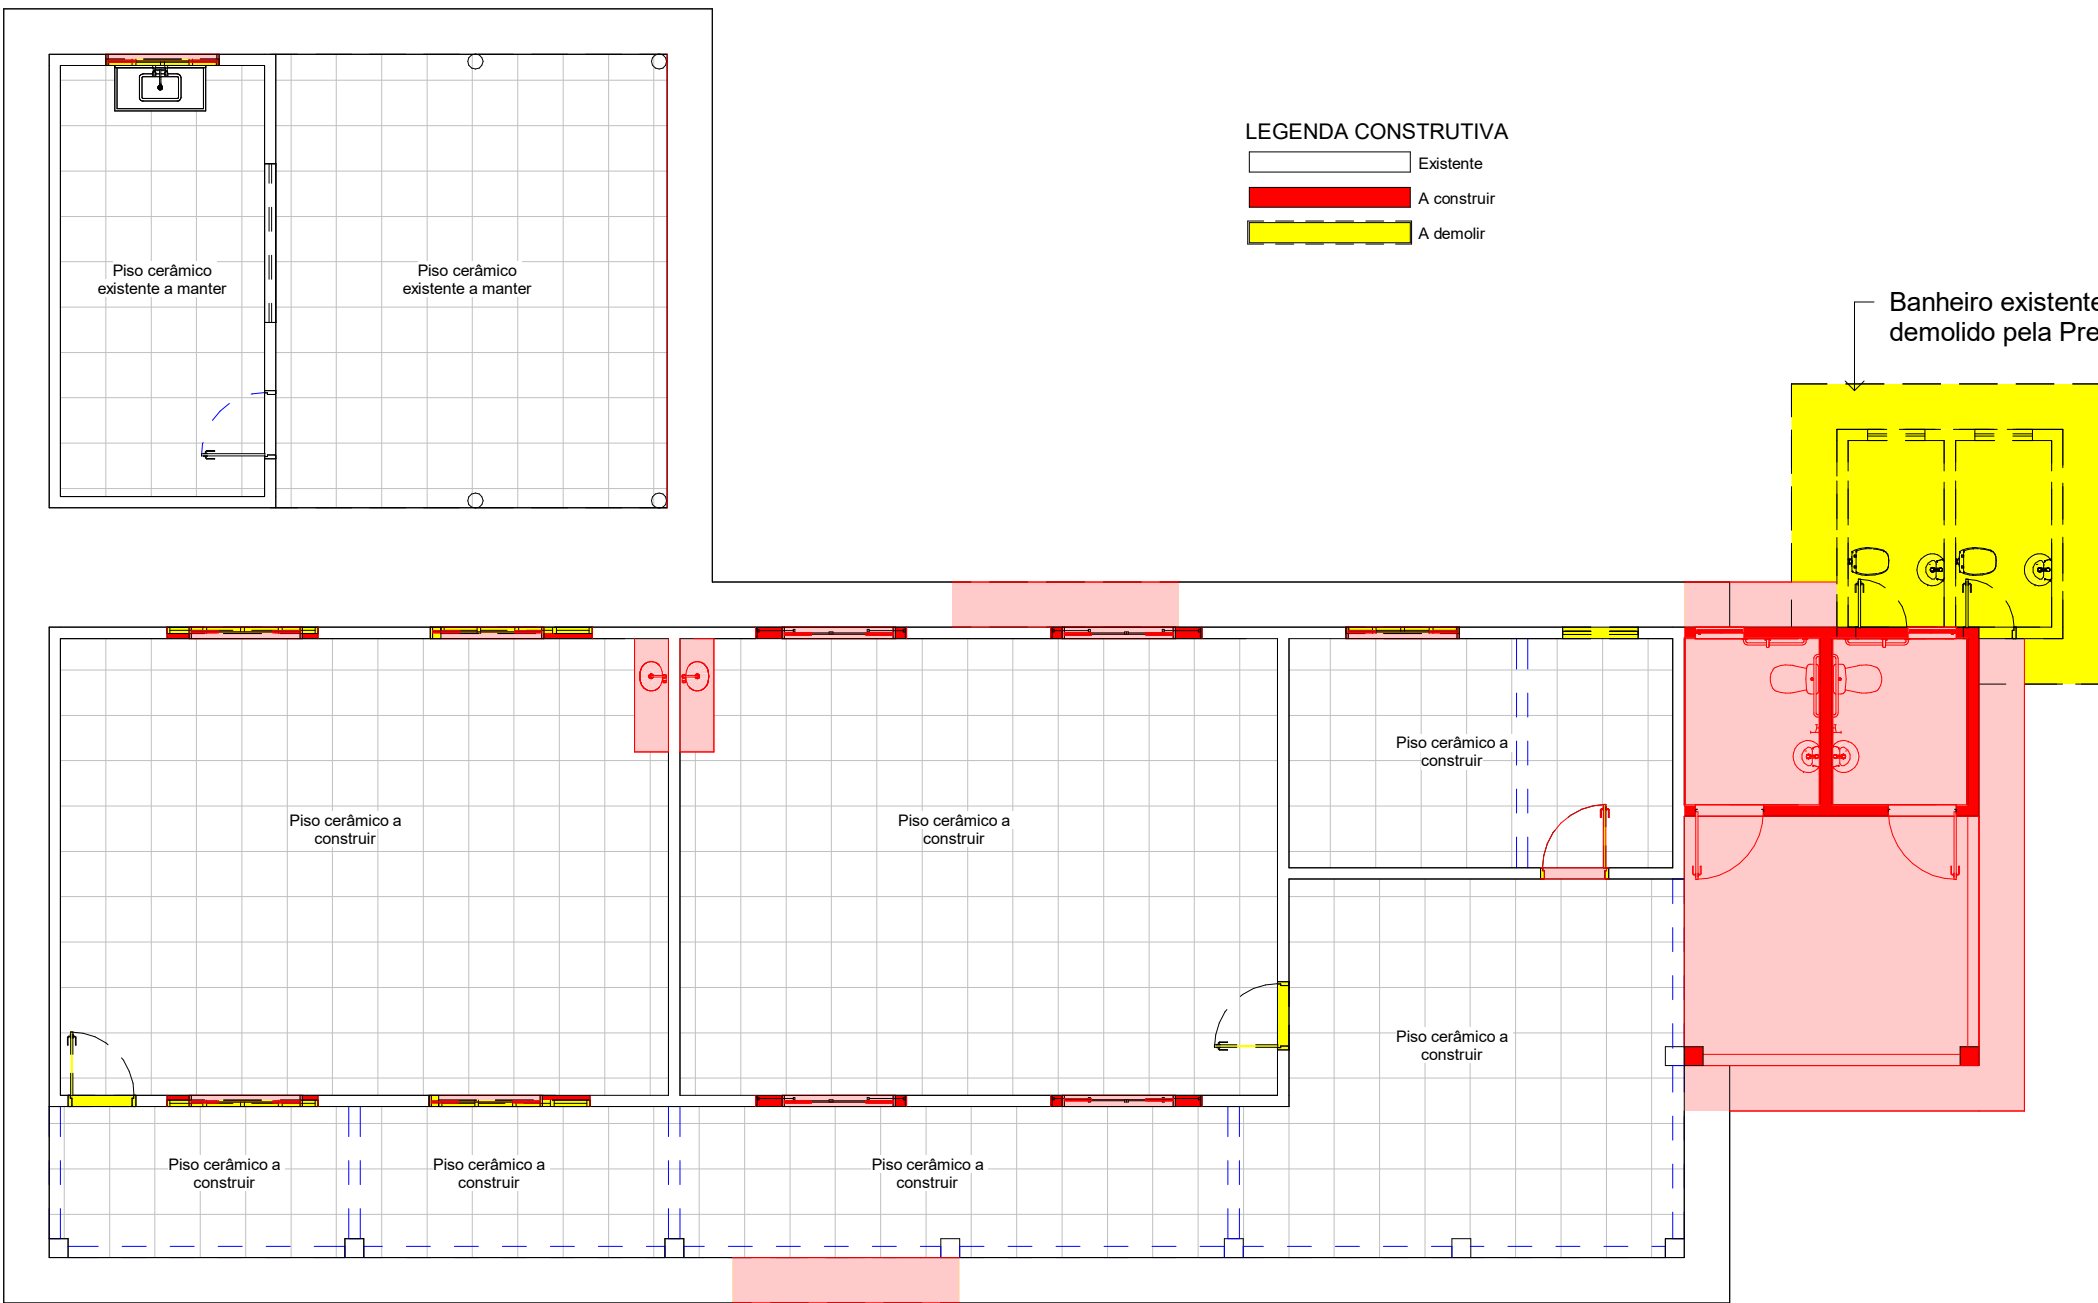 LEGENDA CONSTRUTIVA
Existente
A construir
A demolir
Piso cerâmico
existente a manter
Piso cerâmico
existente a manter
Banheiro existente
demolido pela Pre
Piso cerâmico a
construir
Piso cerâmico a
construir
Piso cerâmico a
construir
Piso cerâmico a
construir
Piso cerâmico a
construir
Piso cerâmico a
construir
Piso cerâmico a
construir